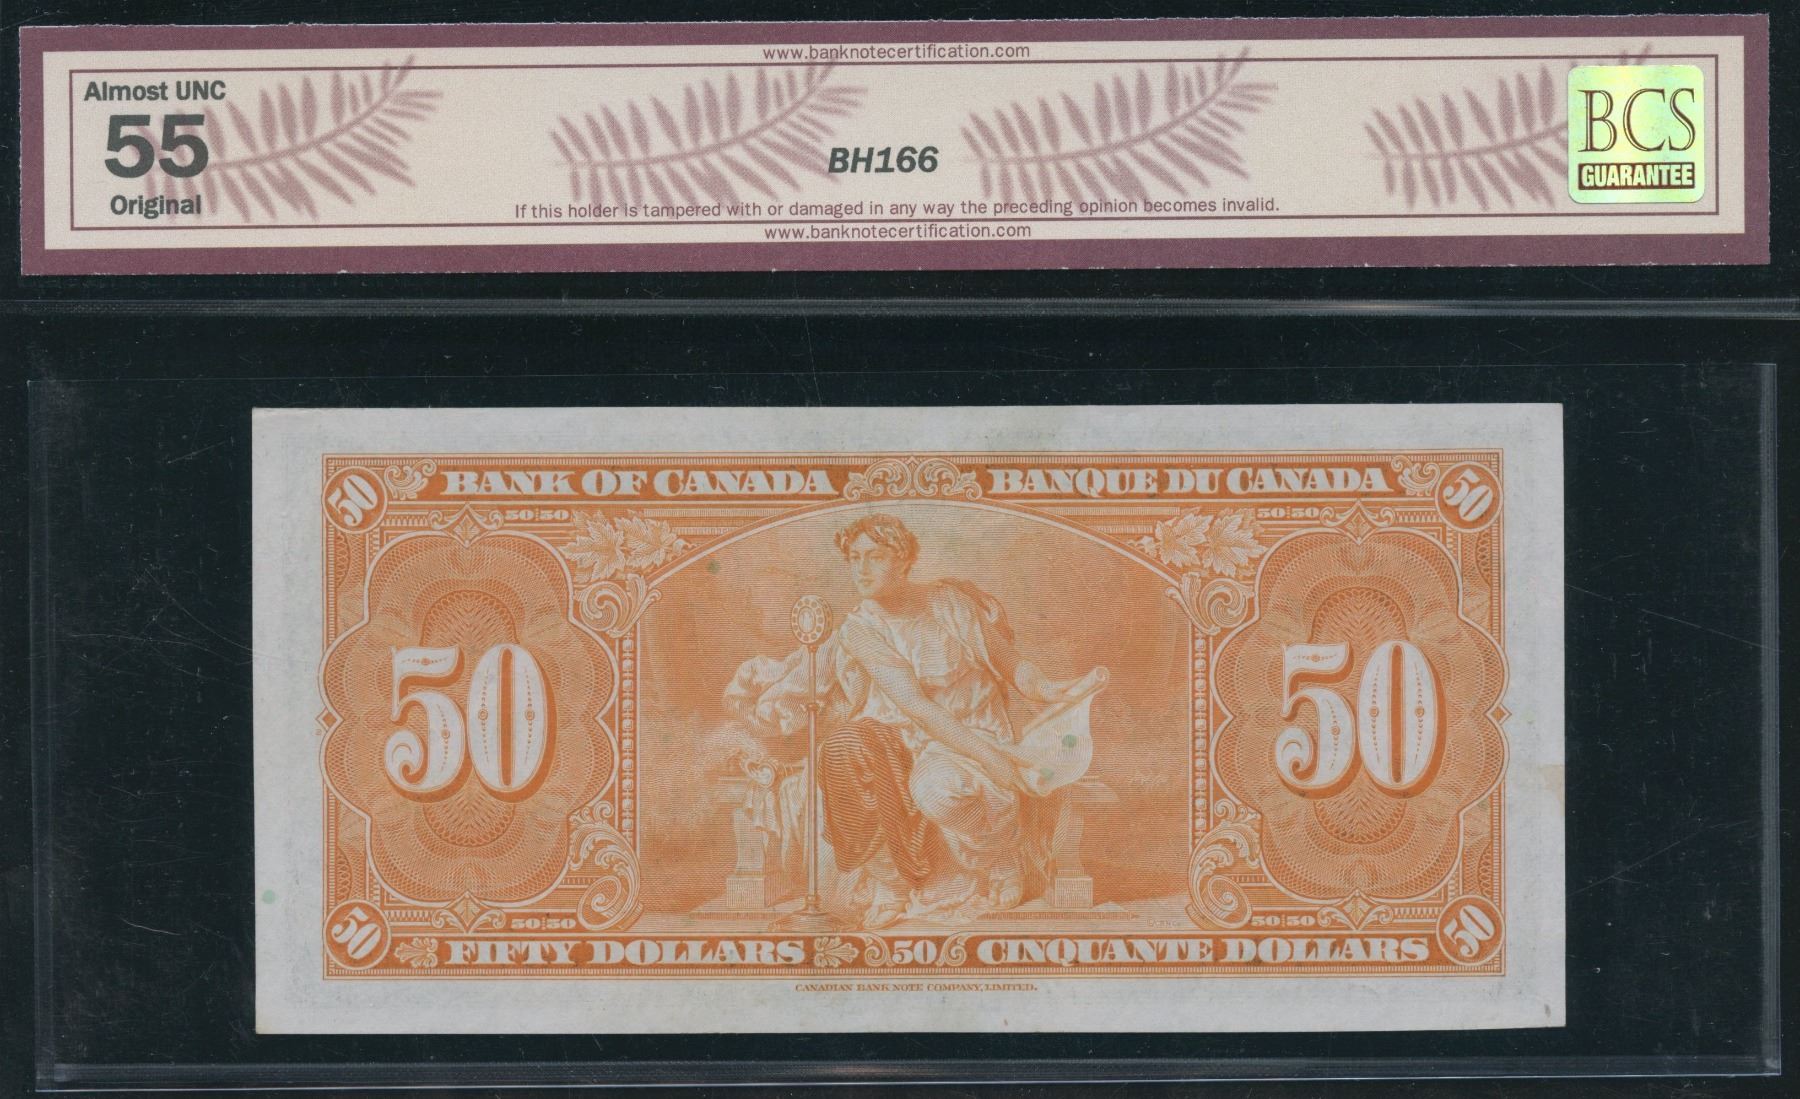 www.banknotecertification.com
Almost UNC
55
Original
BH166
BCS
GUARANTEE
If this holder is tampered with or damaged in any way the preceding opinion becomes invalid.
www.banknotecertification.com
50 BANK OF CANADA BANQUE DU CANADA 50
50 50 50 50
50 50
50 50 50 50
50 FIFTY DOLLARS 50 CINQUANTE DOLLARS 50
CANADIAN BANK NOTE COMPANY, LIMITED.